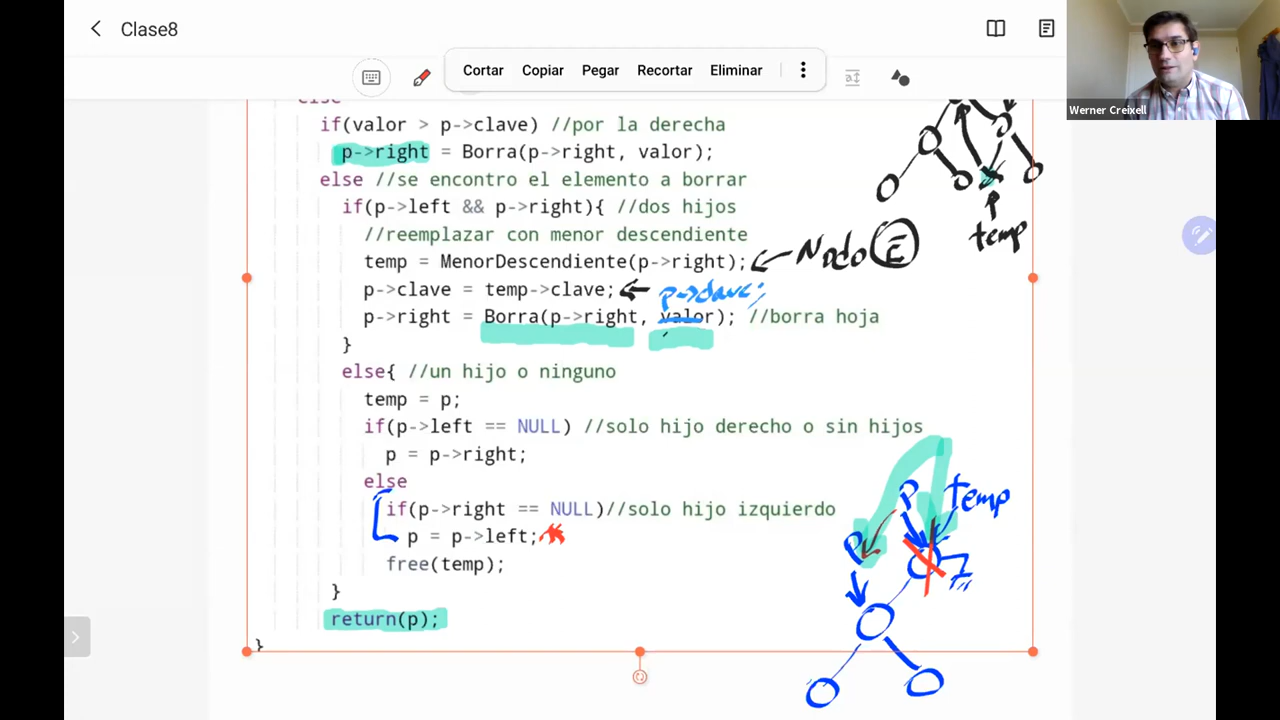 Clase8
Cortar Copiar Pegar Recortar Eliminar
Werner Creixell
else
if(valor > p->clave) //por la derecha
p->right = Borra(p->right, valor);
else //se encontro el elemento a borrar
if(p->left && p->right){ //dos hijos
//reemplazar con menor descendiente
temp
temp = MenorDescendiente(p->right); Nodo E
p->clave = temp->clave; p->clave;
p->right = Borra(p->right, valor); //borra hoja
}
else{ //un hijo o ninguno
temp = p;
if(p->left == NULL) //solo hijo derecho o sin hijos
p = p->right;
else
P temp
if(p->right == NULL)//solo hijo izquierdo
p = p->left;
P
free(temp);
}
return(p);
}